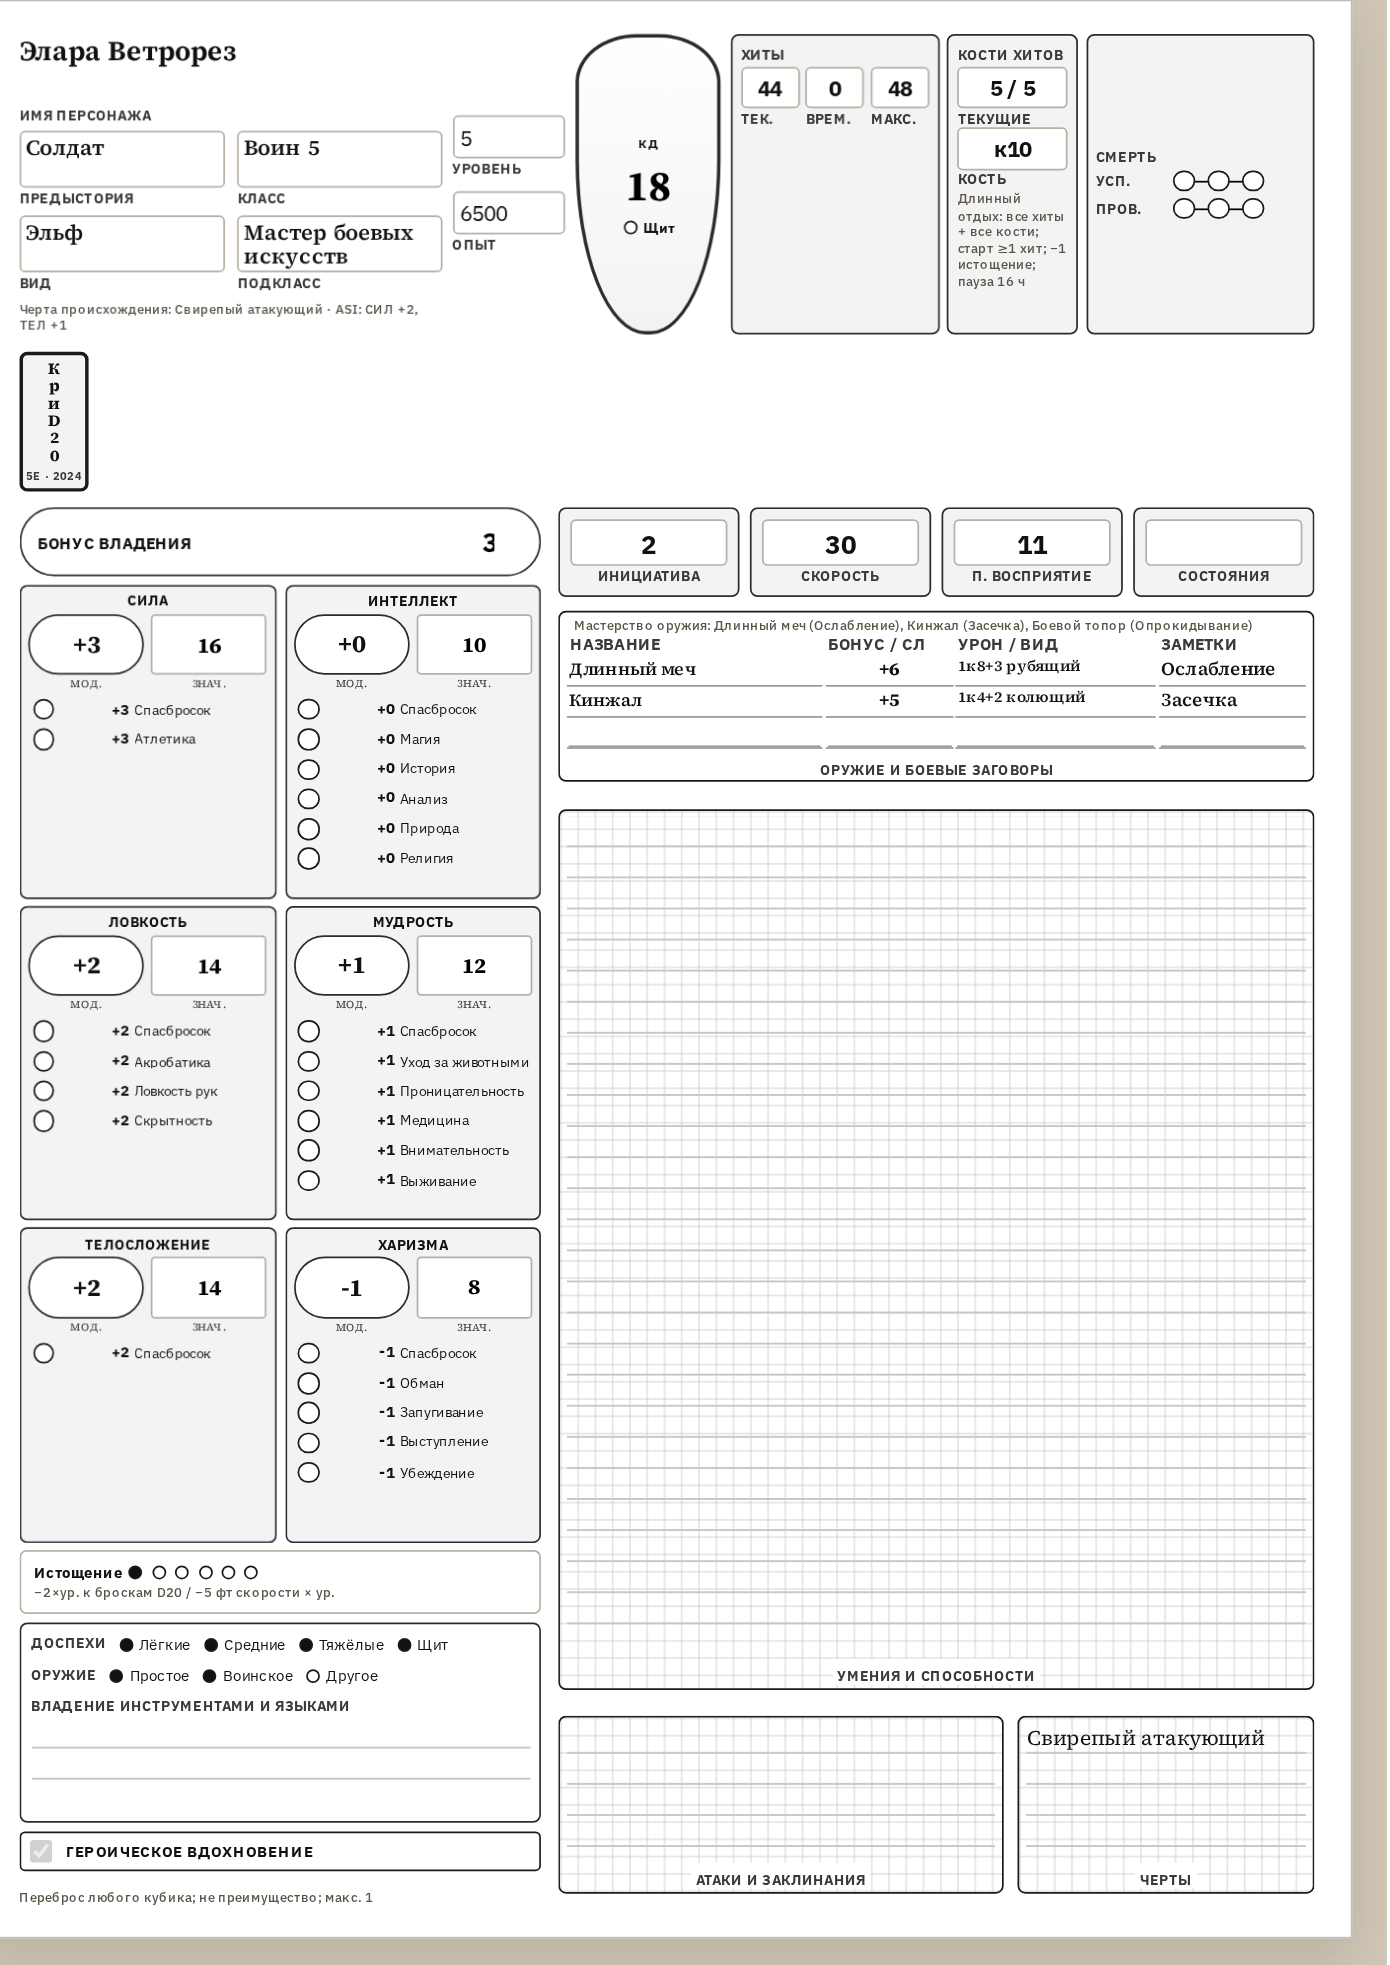 Элара Ветрорез
ИМЯ ПЕРСОНАЖА
Солдат
ПРЕДЫСТОРИЯ
Воин 5
КЛАСС
Эльф
ВИД
Мастер боевых
искусств
ПОДКЛАСС
5
УРОВЕНЬ
6500
ОПЫТ
Черта происхождения: Свирепый атакующий · ASI: СИЛ +2,
ТЕЛ +1
КД
18
Щит
ХИТЫ
44 0 48
ТЕК. ВРЕМ. МАКС.
КОСТИ ХИТОВ
5 / 5
ТЕКУЩИЕ
к10
КОСТЬ
Длинный
отдых: все хиты
+ все кости;
старт ≥1 хит; −1
истощение;
пауза 16 ч
СМЕРТЬ
УСП.
ПРОВ.
К
р
и
D
2
0
5E · 2024
БОНУС ВЛАДЕНИЯ 3
СИЛА
+3 16
МОД. ЗНАЧ.
+3 Спасбросок
+3 Атлетика
ИНТЕЛЛЕКТ
+0 10
МОД. ЗНАЧ.
+0 Спасбросок
+0 Магия
+0 История
+0 Анализ
+0 Природа
+0 Религия
ЛОВКОСТЬ
+2 14
МОД. ЗНАЧ.
+2 Спасбросок
+2 Акробатика
+2 Ловкость рук
+2 Скрытность
МУДРОСТЬ
+1 12
МОД. ЗНАЧ.
+1 Спасбросок
+1 Уход за животными
+1 Проницательность
+1 Медицина
+1 Внимательность
+1 Выживание
ТЕЛОСЛОЖЕНИЕ
+2 14
МОД. ЗНАЧ.
+2 Спасбросок
ХАРИЗМА
-1 8
МОД. ЗНАЧ.
-1 Спасбросок
-1 Обман
-1 Запугивание
-1 Выступление
-1 Убеждение
Истощение
−2×ур. к броскам D20 / −5 фт скорости × ур.
ДОСПЕХИ Лёгкие Средние Тяжёлые Щит
ОРУЖИЕ Простое Воинское Другое
ВЛАДЕНИЕ ИНСТРУМЕНТАМИ И ЯЗЫКАМИ
ГЕРОИЧЕСКОЕ ВДОХНОВЕНИЕ
Переброс любого кубика; не преимущество; макс. 1
2
ИНИЦИАТИВА
30
СКОРОСТЬ
11
П. ВОСПРИЯТИЕ
СОСТОЯНИЯ
Мастерство оружия: Длинный меч (Ослабление), Кинжал (Засечка), Боевой топор (Опрокидывание)
НАЗВАНИЕ БОНУС / СЛ УРОН / ВИД ЗАМЕТКИ
Длинный меч +6 1к8+3 рубящий Ослабление
Кинжал +5 1к4+2 колющий Засечка
ОРУЖИЕ И БОЕВЫЕ ЗАГОВОРЫ
УМЕНИЯ И СПОСОБНОСТИ
АТАКИ И ЗАКЛИНАНИЯ
Свирепый атакующий
ЧЕРТЫ